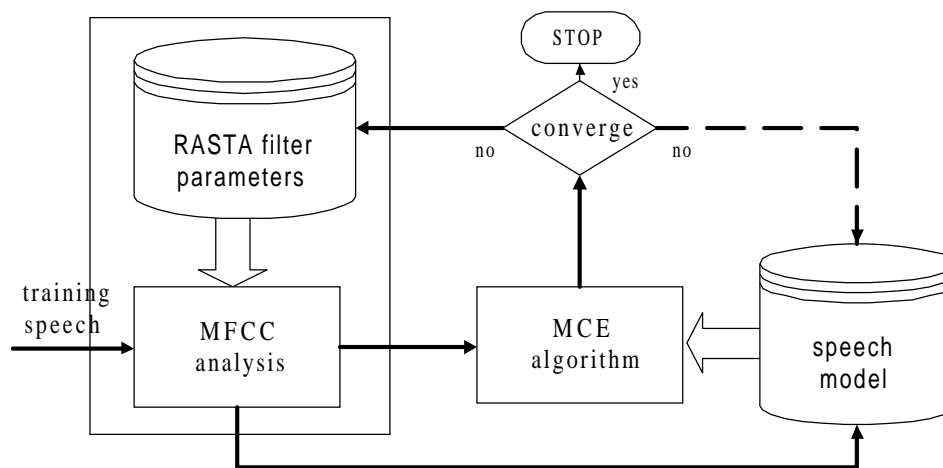 STOP
yes
converge
no
no
RASTA filter
parameters
training
speech
MFCC
analysis
MCE
algorithm
speech
model